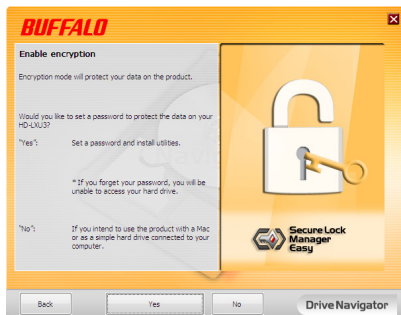 BUFFALO
Enable encryption
Encryption mode will protect your data on the product.
Would you like to set a password to protect the data on your
HD-LXU3?
"Yes": Set a password and install utilities.
* If you forget your password, you will be
unable to access your hard drive.
"No": If you intend to use the product with a Mac
or as a simple hard drive connected to your
computer.
Secure Lock
Manager
Easy
Back Yes No DriveNavigator